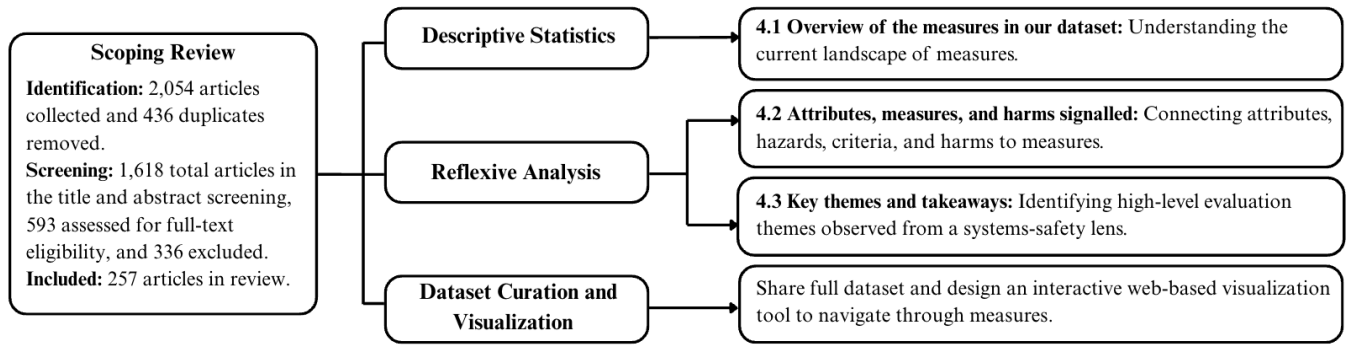 Scoping Review
Identification: 2,054 articles
collected and 436 duplicates
removed.
Screening: 1,618 total articles in
the title and abstract screening,
593 assessed for full-text
eligibility, and 336 excluded.
Included: 257 articles in review.
Descriptive Statistics
4.1 Overview of the measures in our dataset: Understanding the
current landscape of measures.
Reflexive Analysis
4.2 Attributes, measures, and harms signalled: Connecting attributes,
hazards, criteria, and harms to measures.
4.3 Key themes and takeaways: Identifying high-level evaluation
themes observed from a systems-safety lens.
Dataset Curation and
Visualization
Share full dataset and design an interactive web-based visualization
tool to navigate through measures.